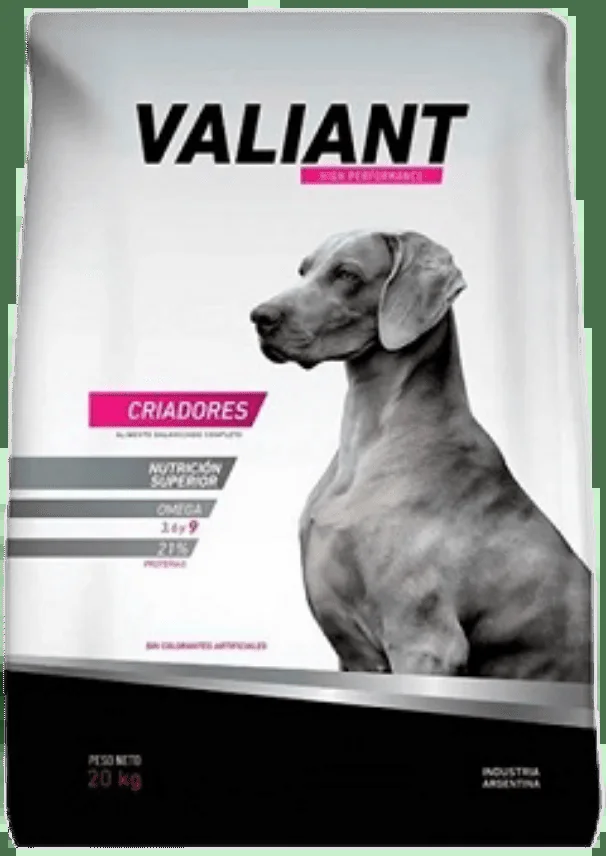 VALIANT
HIGH PERFORMANCE
CRIADORES
ALIMENTO BALANCEADO COMPLETO
NUTRICIÓN
SUPERIOR
OMEGA
3, 6 y 9
21%
PROTEINAS
SIN COLORANTES ARTIFICIALES
PESO NETO
20 kg
INDUSTRIA
ARGENTINA